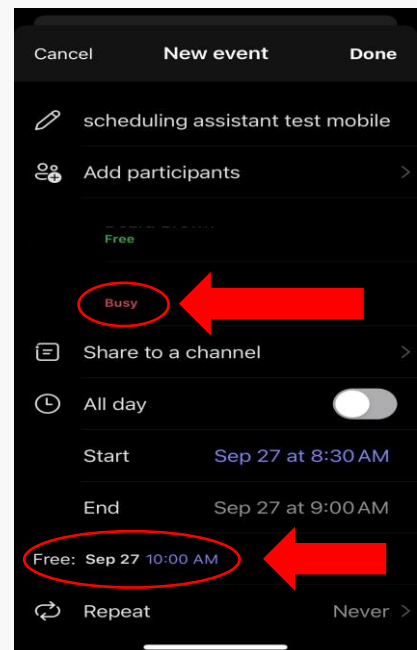 Cancel New event Done
scheduling assistant test mobile
Add participants
Free
Busy
Share to a channel
All day
Start Sep 27 at 8:30 AM
End Sep 27 at 9:00 AM
Free: Sep 27 10:00 AM
Repeat Never